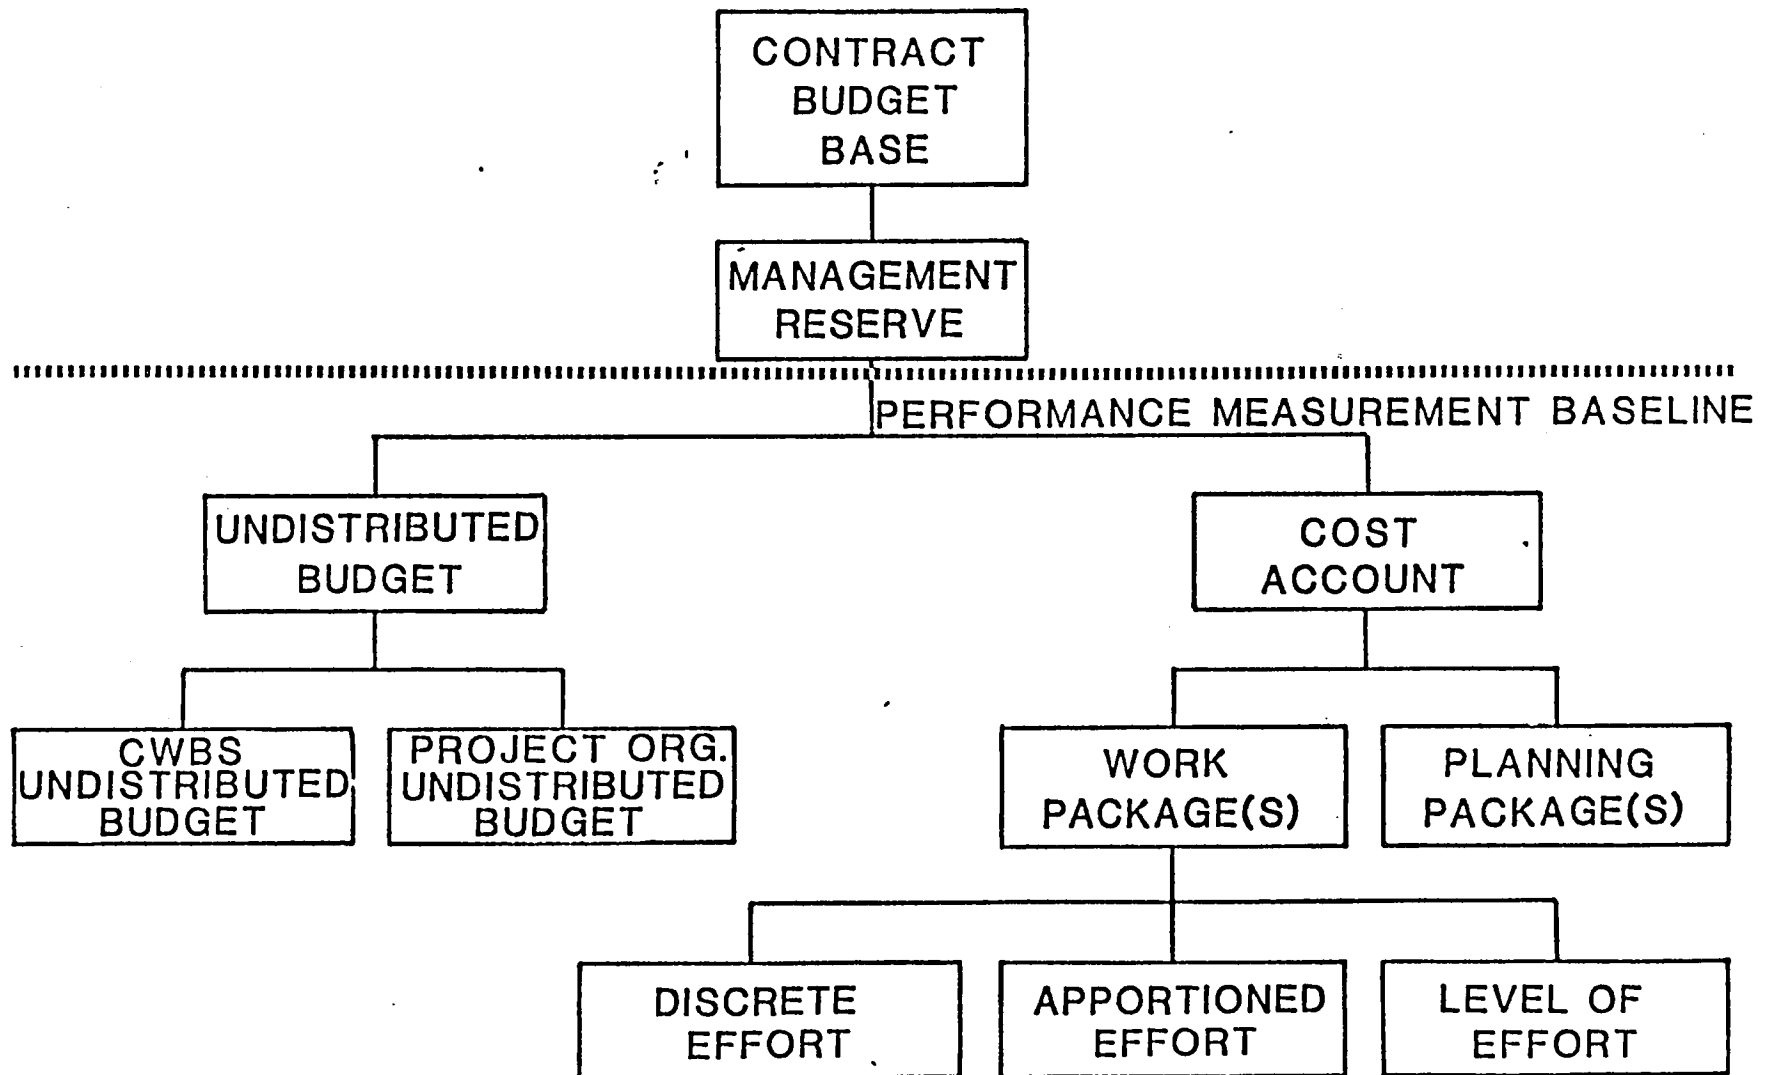 CONTRACT
BUDGET
BASE
MANAGEMENT
RESERVE
PERFORMANCE MEASUREMENT BASELINE
UNDISTRIBUTED
BUDGET
COST
ACCOUNT
CWBS
UNDISTRIBUTED
BUDGET
PROJECT ORG.
UNDISTRIBUTED
BUDGET
WORK
PACKAGE(S)
PLANNING
PACKAGE(S)
DISCRETE
EFFORT
APPORTIONED
EFFORT
LEVEL OF
EFFORT